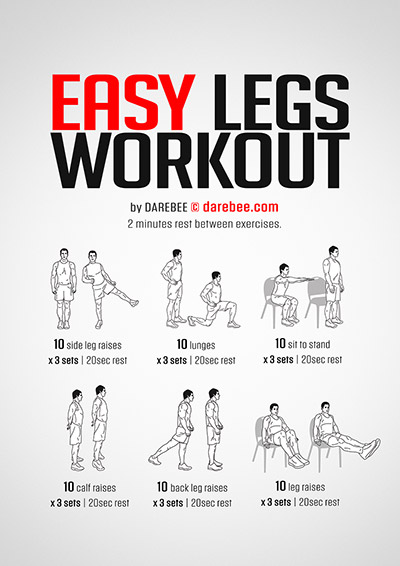 EASY LEGS
WORKOUT
by DAREBEE © darebee.com
2 minutes rest between exercises.
10 side leg raises
x 3 sets | 20sec rest
10 lunges
x 3 sets | 20sec rest
10 sit to stand
x 3 sets | 20sec rest
10 calf raises
x 3 sets | 20sec rest
10 back leg raises
x 3 sets | 20sec rest
10 leg raises
x 3 sets | 20sec rest